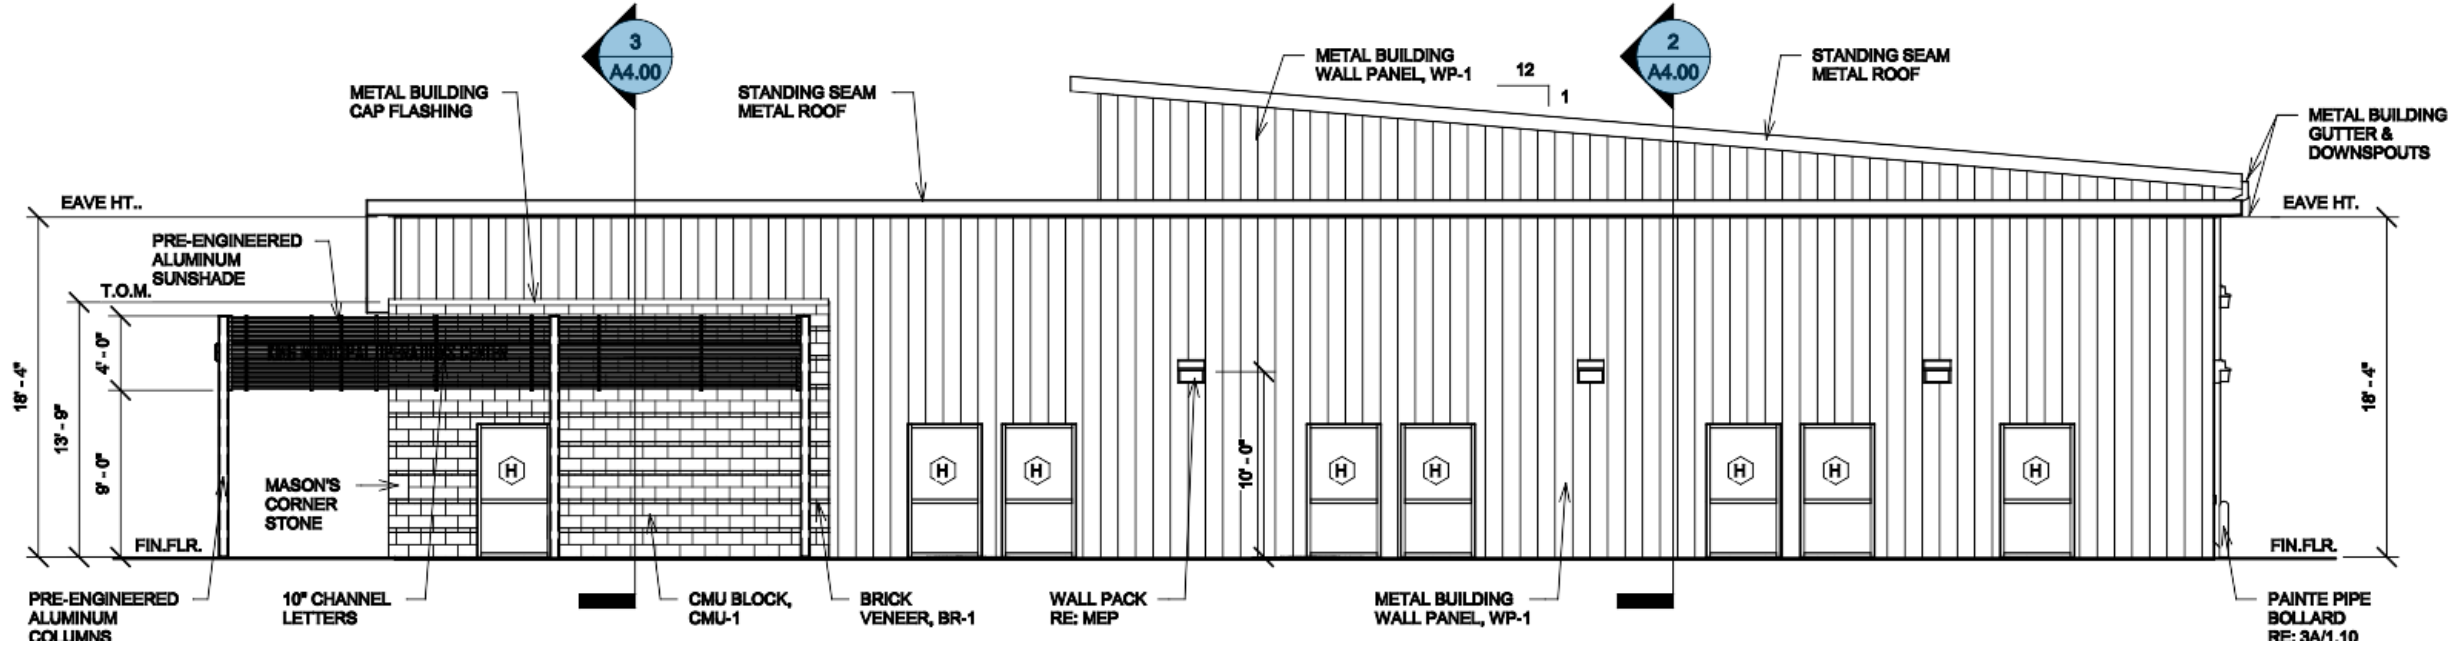 3
A4.00
2
A4.00
METAL BUILDING
CAP FLASHING
STANDING SEAM
METAL ROOF
METAL BUILDING
WALL PANEL, WP-1
12
1
STANDING SEAM
METAL ROOF
METAL BUILDING
GUTTER &
DOWNSPOUTS
EAVE HT..
EAVE HT.
PRE-ENGINEERED
ALUMINUM
SUNSHADE
T.O.M.
18' - 4"
13' - 9"
4' - 0"
9' - 0"
10' - 0"
18' - 4"
MASON'S
CORNER
STONE
H
H
H
H
H
H
H
H
FIN.FLR.
FIN.FLR.
PRE-ENGINEERED
ALUMINUM
COLUMNS
10" CHANNEL
LETTERS
CMU BLOCK,
CMU-1
BRICK
VENEER, BR-1
WALL PACK
RE: MEP
METAL BUILDING
WALL PANEL, WP-1
PAINTE PIPE
BOLLARD
RE: 3A/1.10